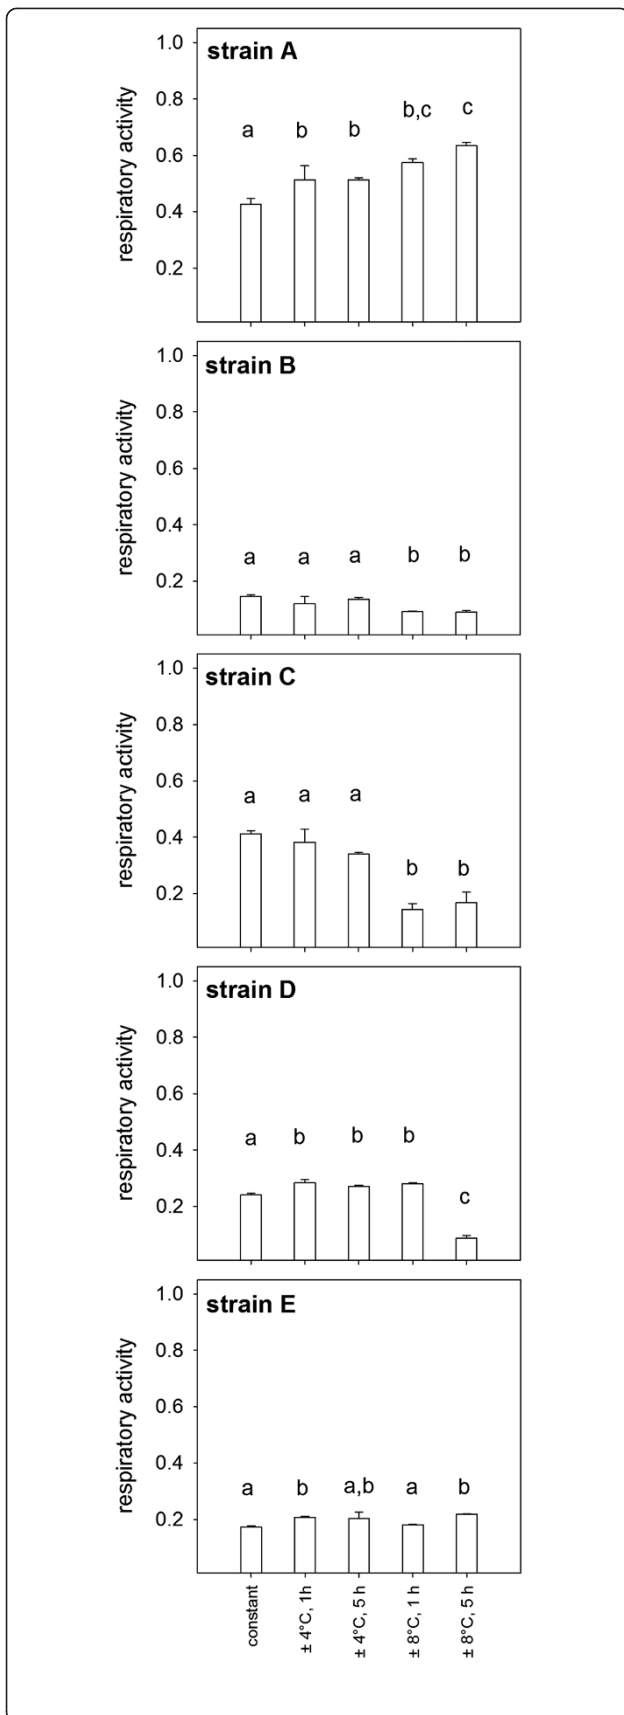 strain A
respiratory activity
1.0
0.8
0.6
0.4
0.2
a b b b,c c
strain B
respiratory activity
1.0
0.8
0.6
0.4
0.2
a a a b b
strain C
respiratory activity
1.0
0.8
0.6
0.4
0.2
a a a b b
strain D
respiratory activity
1.0
0.8
0.6
0.4
0.2
a b b b c
strain E
respiratory activity
1.0
0.8
0.6
0.4
0.2
a b a,b a b
constant
± 4°C, 1h
± 4°C, 5 h
± 8°C, 1 h
± 8°C, 5 h